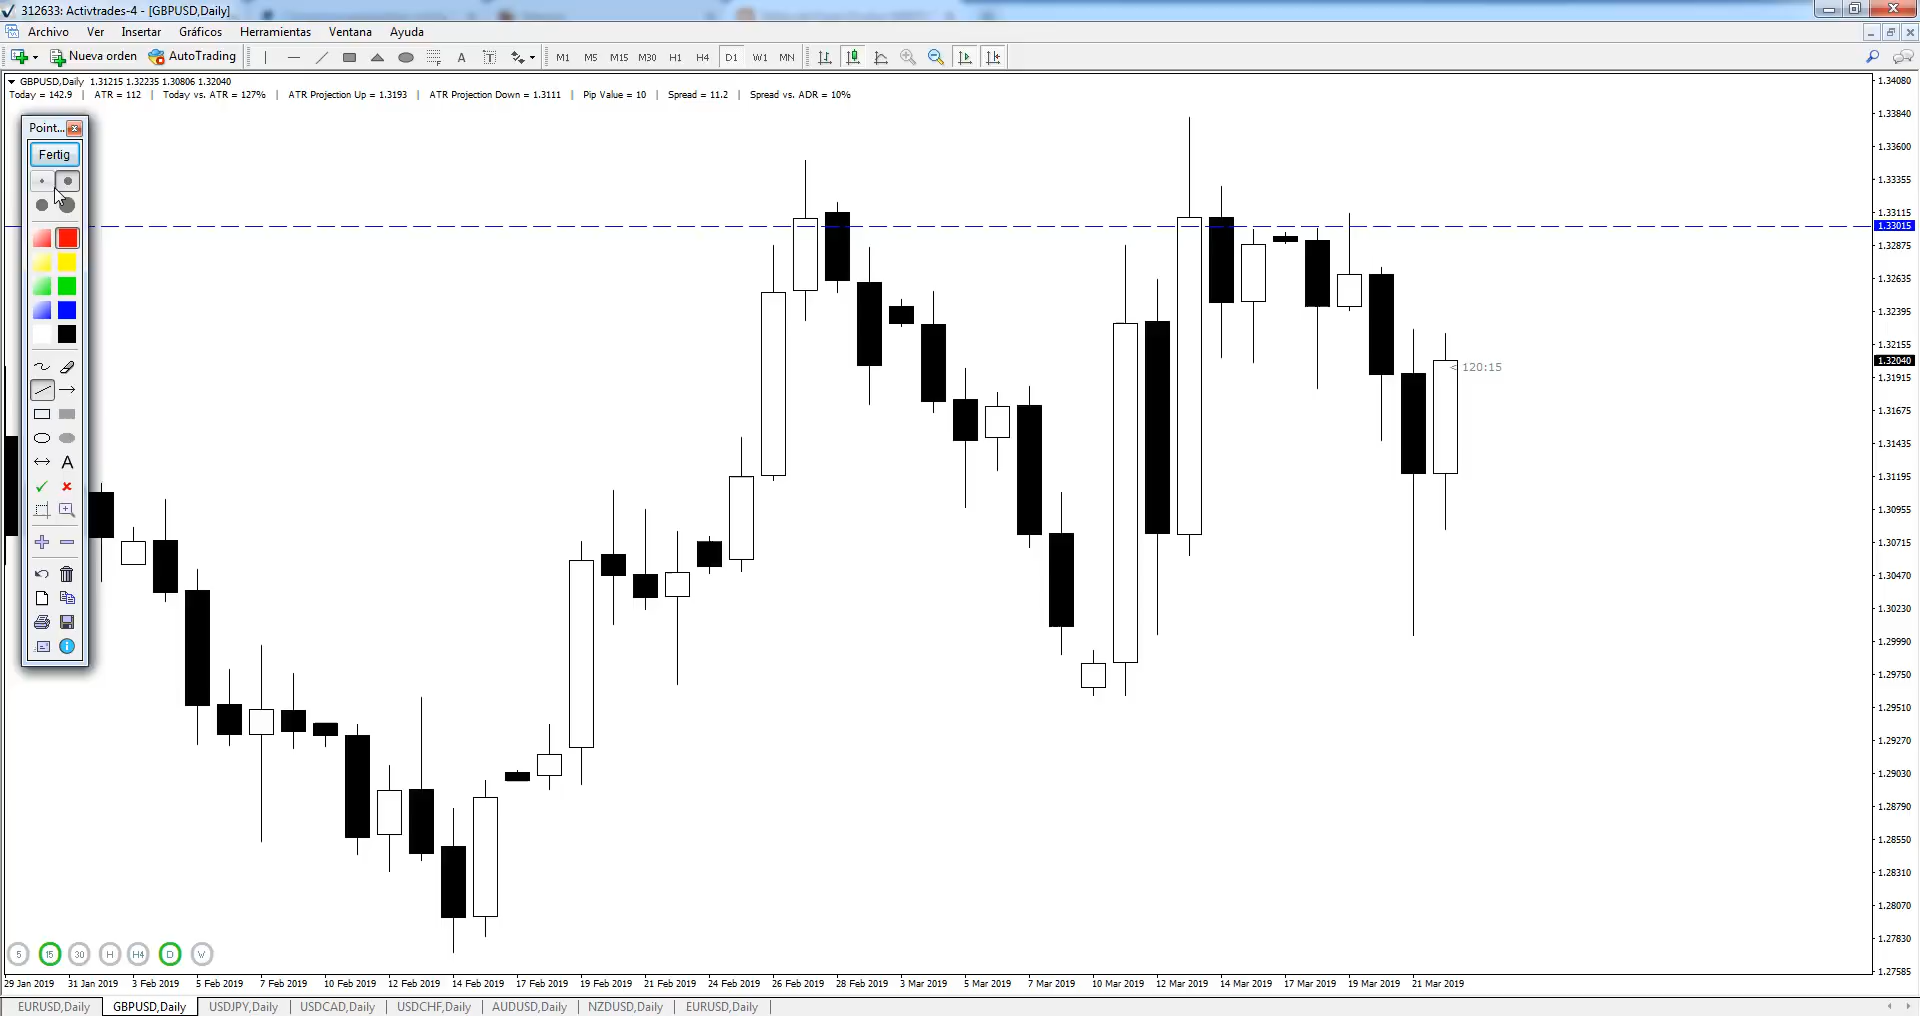 312633: Activtrades-4 - [GBPUSD,Daily]
Archivo Ver Insertar Gráficos Herramientas Ventana Ayuda
Nueva orden AutoTrading A T M1 M5 M15 M30 H1 H4 D1 W1 MN
GBPUSD,Daily 1.31215 1.32235 1.30806 1.32040
Today = 142.9 | ATR = 112 | Today vs. ATR = 127% | ATR Projection Up = 1.3193 | ATR Projection Down = 1.3111 | Pip Value = 10 | Spread = 11.2 | Spread vs. ADR = 10%
Point...
Fertig
A
< 120:15
1.34080
1.33840
1.33600
1.33355
1.33115
1.33015
1.32875
1.32635
1.32395
1.32155
1.32040
1.31915
1.31675
1.31435
1.31195
1.30955
1.30715
1.30470
1.30230
1.29990
1.29750
1.29510
1.29270
1.29030
1.28790
1.28550
1.28310
1.28070
1.27830
1.27585
5 15 30 H H4 D W
29 Jan 2019 31 Jan 2019 3 Feb 2019 5 Feb 2019 7 Feb 2019 10 Feb 2019 12 Feb 2019 14 Feb 2019 17 Feb 2019 19 Feb 2019 21 Feb 2019 24 Feb 2019 26 Feb 2019 28 Feb 2019 3 Mar 2019 5 Mar 2019 7 Mar 2019 10 Mar 2019 12 Mar 2019 14 Mar 2019 17 Mar 2019 19 Mar 2019 21 Mar 2019
EURUSD,Daily GBPUSD,Daily USDJPY,Daily USDCAD,Daily USDCHF,Daily AUDUSD,Daily NZDUSD,Daily EURUSD,Daily